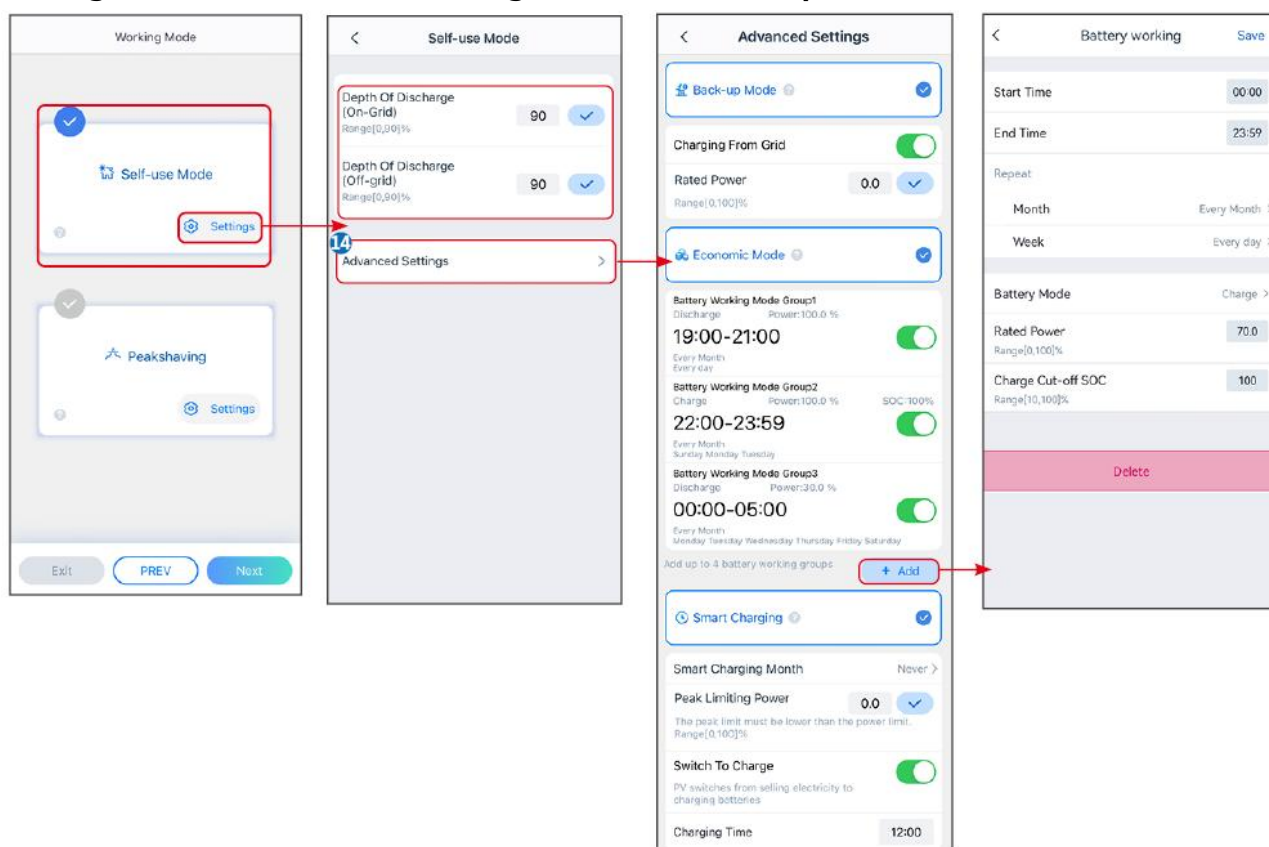 Working Mode
Self-use Mode
Settings
Peakshaving
Settings
Exit
PREV
Next
Self-use Mode
Depth Of Discharge
(On-Grid)
90
Range[0,90]%
Depth Of Discharge
(Off-grid)
90
Range[0,90]%
14
Advanced Settings
Advanced Settings
Back-up Mode
Charging From Grid
Rated Power
0.0
Range[0,100]%
Economic Mode
Battery Working Mode Group1
Discharge Power:100.0 %
19:00-21:00
Every Month
Every day
Battery Working Mode Group2
Charge Power:100.0 % SOC:100%
22:00-23:59
Every Month
Sunday Monday Tuesday
Battery Working Mode Group3
Discharge Power:30.0 %
00:00-05:00
Every Month
Monday Tuesday Wednesday Thursday Friday Saturday
Add up to 4 battery working groups
+ Add
Smart Charging
Smart Charging Month Never
Peak Limiting Power
0.0
The peak limit must be lower than the power limit.
Range[0,100]%
Switch To Charge
PV switches from selling electricity to
charging batteries
Charging Time 12:00
Battery working Save
Start Time 00:00
End Time 23:59
Repeat
Month Every Month
Week Every day
Battery Mode Charge
Rated Power 70.0
Range[0,100]%
Charge Cut-off SOC 100
Range[10,100]%
Delete